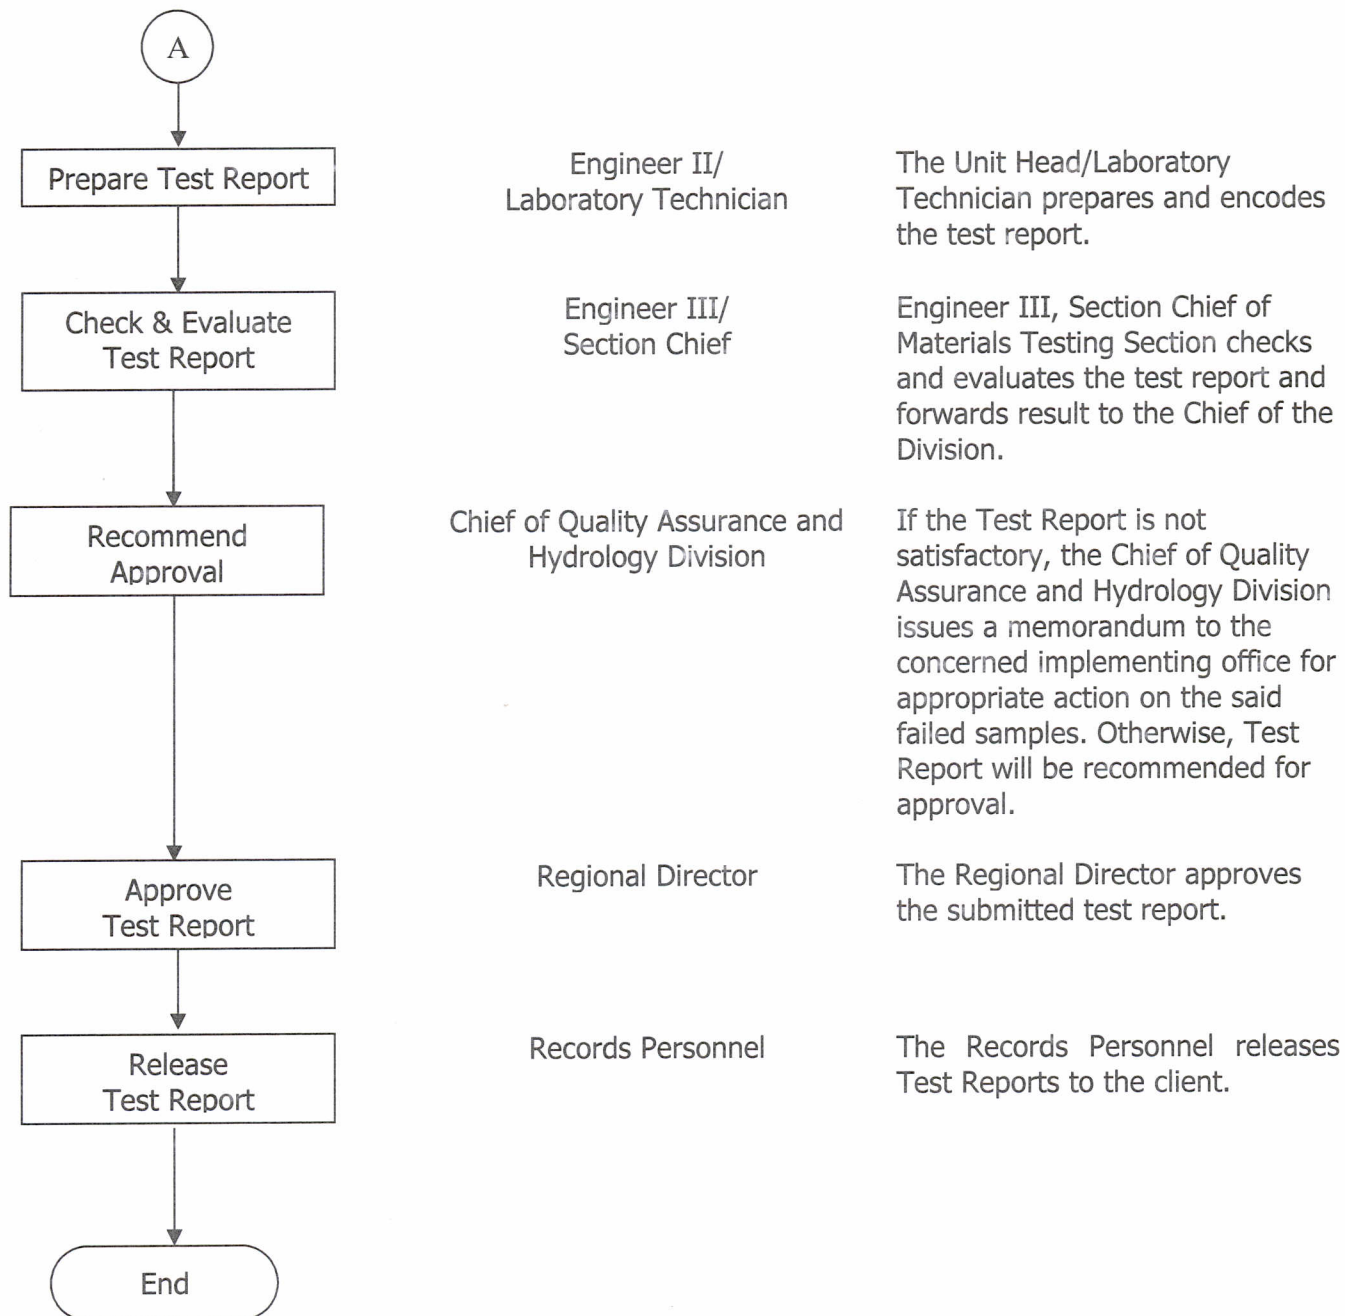 A
Prepare Test Report
Engineer II/
Laboratory Technician
The Unit Head/Laboratory
Technician prepares and encodes
the test report.
Check & Evaluate
Test Report
Engineer III/
Section Chief
Engineer III, Section Chief of
Materials Testing Section checks
and evaluates the test report and
forwards result to the Chief of the
Division.
Recommend
Approval
Chief of Quality Assurance and
Hydrology Division
If the Test Report is not
satisfactory, the Chief of Quality
Assurance and Hydrology Division
issues a memorandum to the
concerned implementing office for
appropriate action on the said
failed samples. Otherwise, Test
Report will be recommended for
approval.
Approve
Test Report
Regional Director
The Regional Director approves
the submitted test report.
Release
Test Report
Records Personnel
The Records Personnel releases
Test Reports to the client.
End